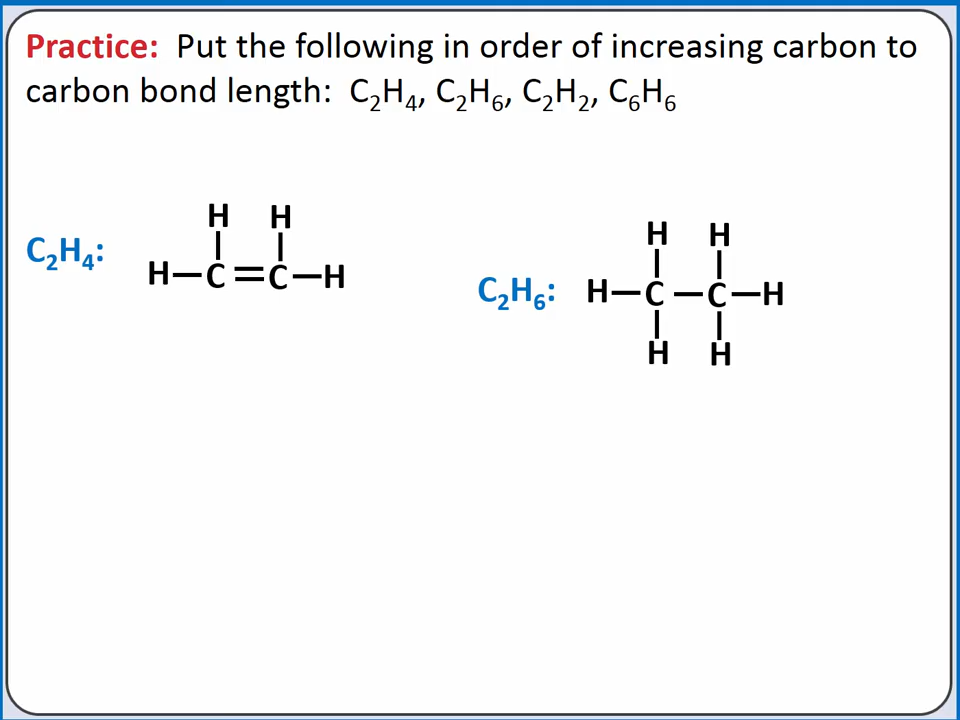 Practice: Put the following in order of increasing carbon to
carbon bond length: C₂H₄, C₂H₆, C₂H₂, C₆H₆
C₂H₄:
H H
H—C=C—H
C₂H₆:
H H
H—C—C—H
H H